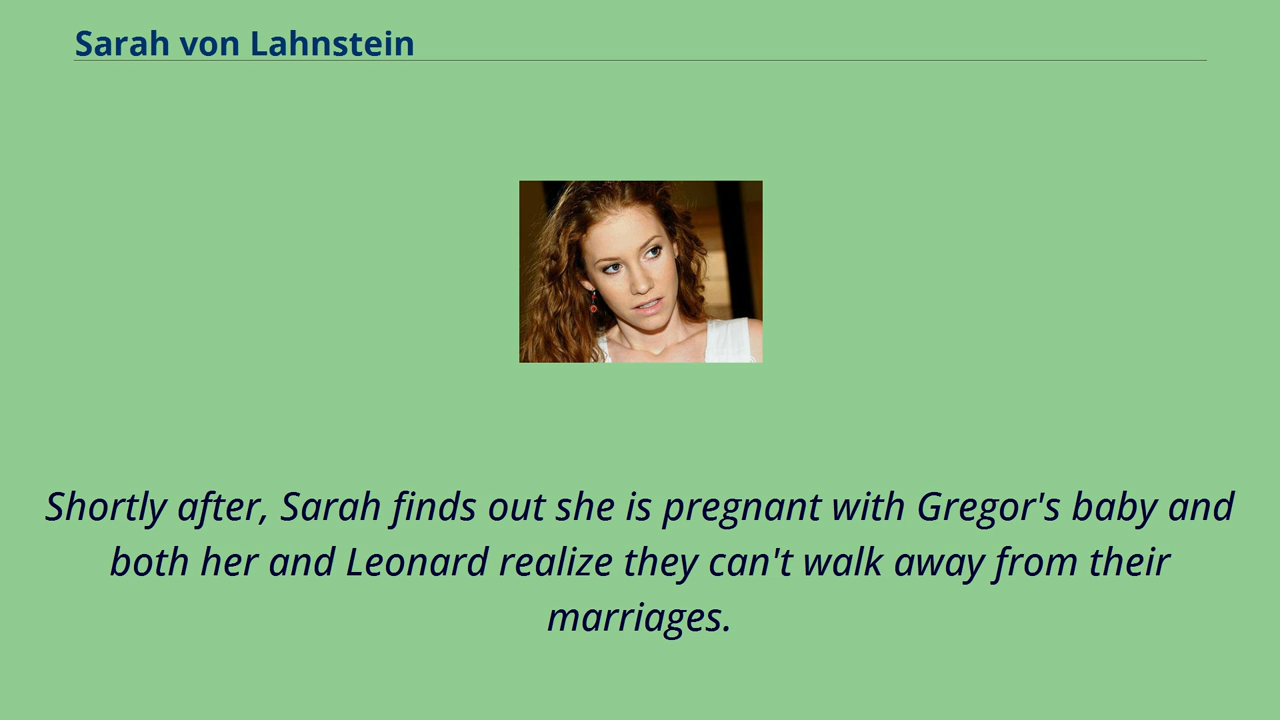 Sarah von Lahnstein
Shortly after, Sarah finds out she is pregnant with Gregor's baby and
both her and Leonard realize they can't walk away from their
marriages.